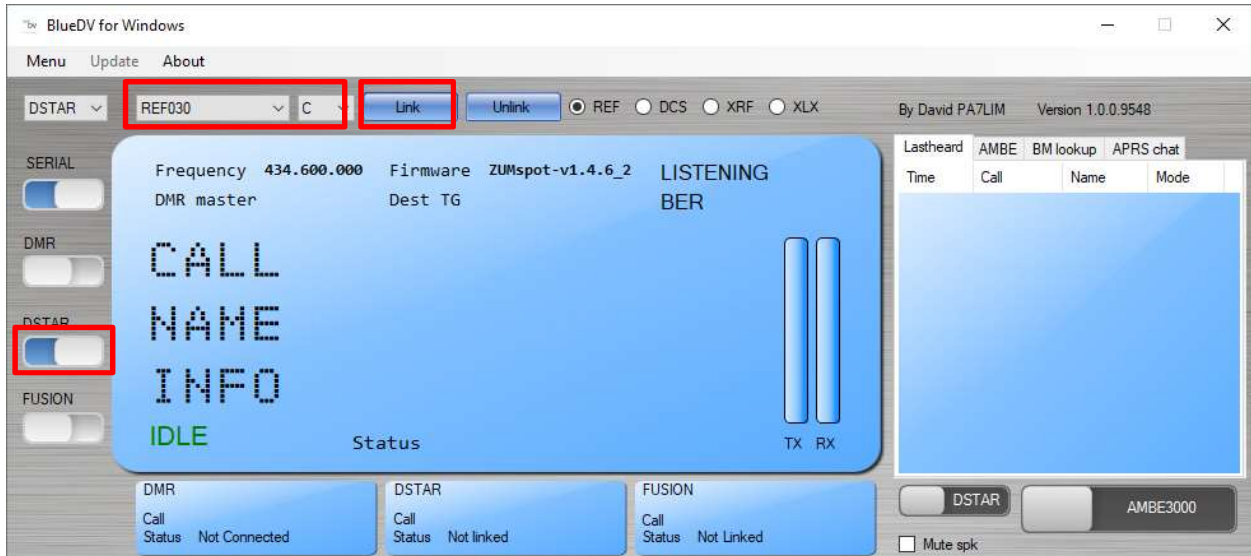 BlueDV for Windows
Menu Update About
DSTAR REF030 C Link Unlink REF DCS XRF XLX By David PA7LIM Version 1.0.0.9548
SERIAL
DMR
DSTAR
FUSION
Frequency 434.600.000 Firmware ZUMspot-v1.4.6_2 LISTENING
DMR master Dest TG BER
CALL
NAME
INFO
IDLE Status TX RX
Lastheard AMBE BM lookup APRS chat
Time Call Name Mode
DMR
Call
Status Not Connected
DSTAR
Call
Status Not linked
FUSION
Call
Status Not Linked
DSTAR AMBE3000
Mute spk